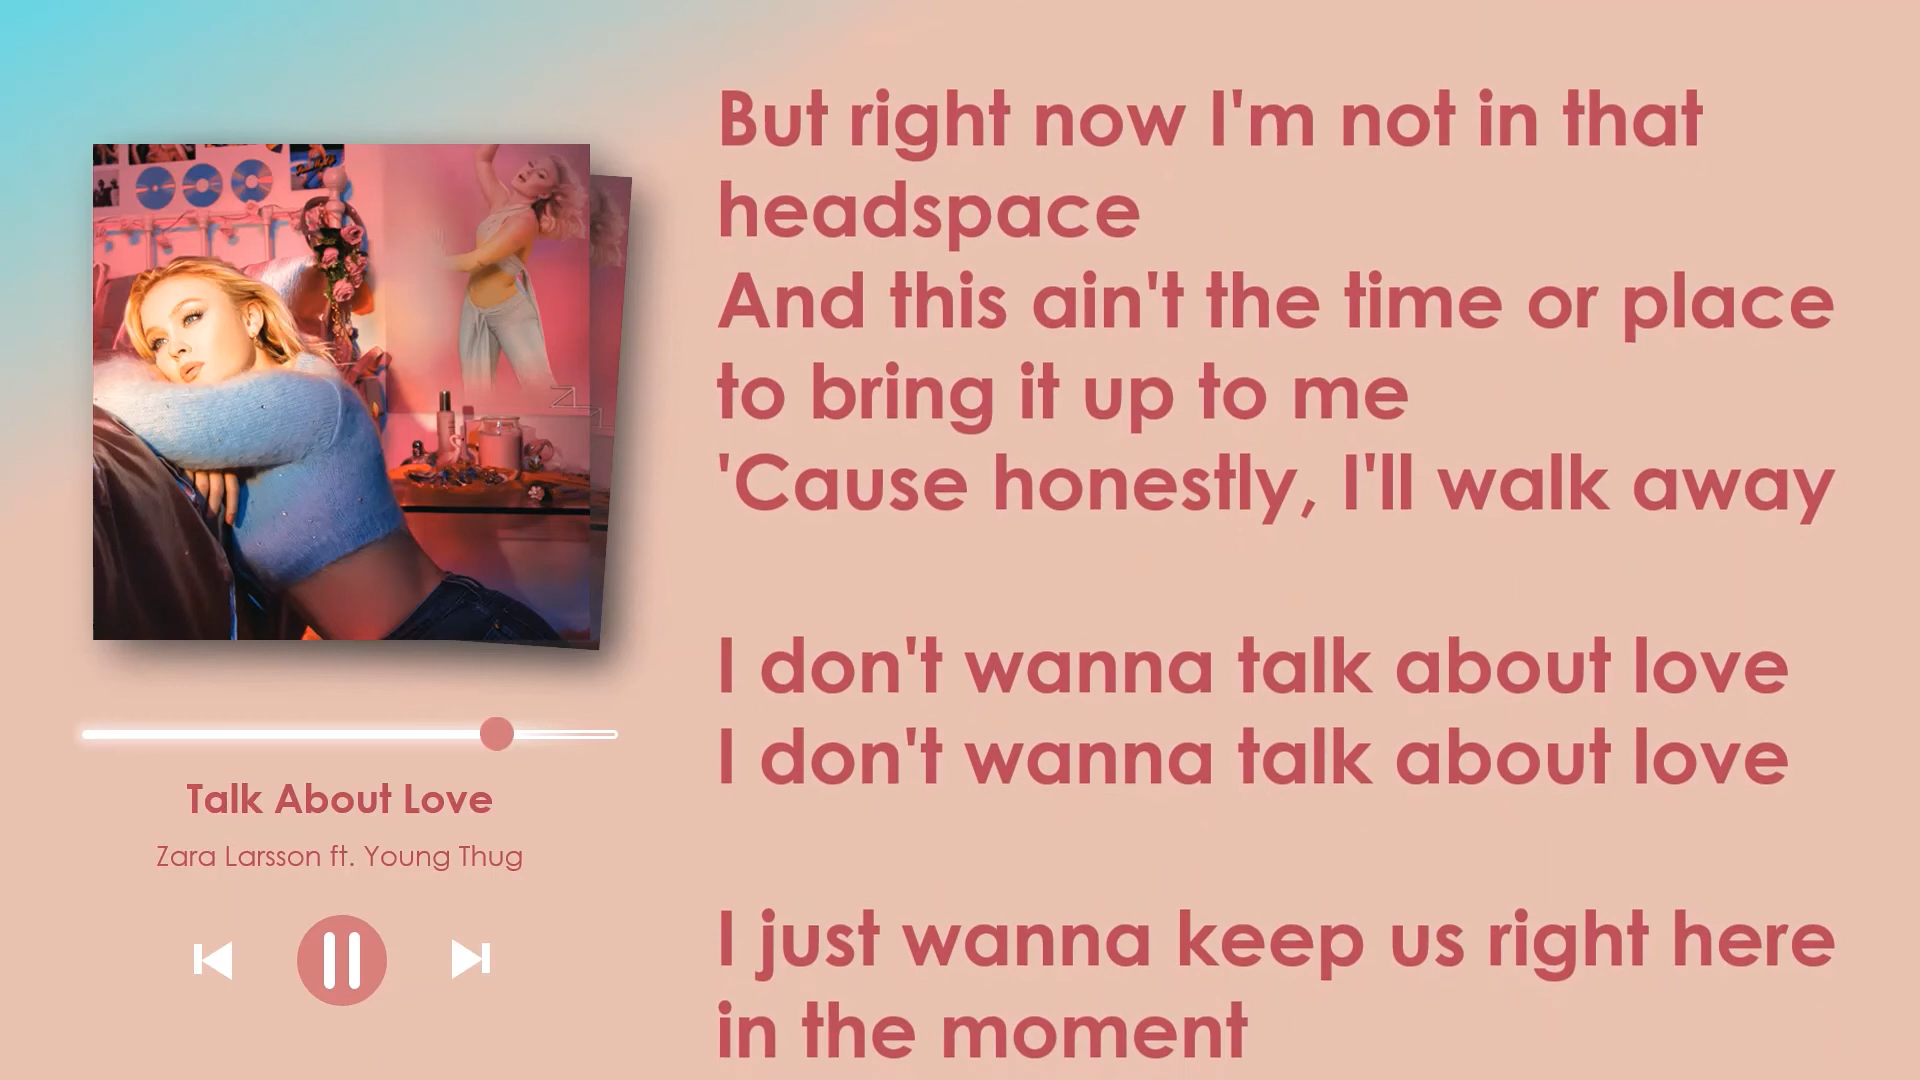 But right now I'm not in that
headspace
And this ain't the time or place
to bring it up to me
'Cause honestly, I'll walk away
I don't wanna talk about love
I don't wanna talk about love
I just wanna keep us right here
in the moment
Talk About Love
Zara Larsson ft. Young Thug